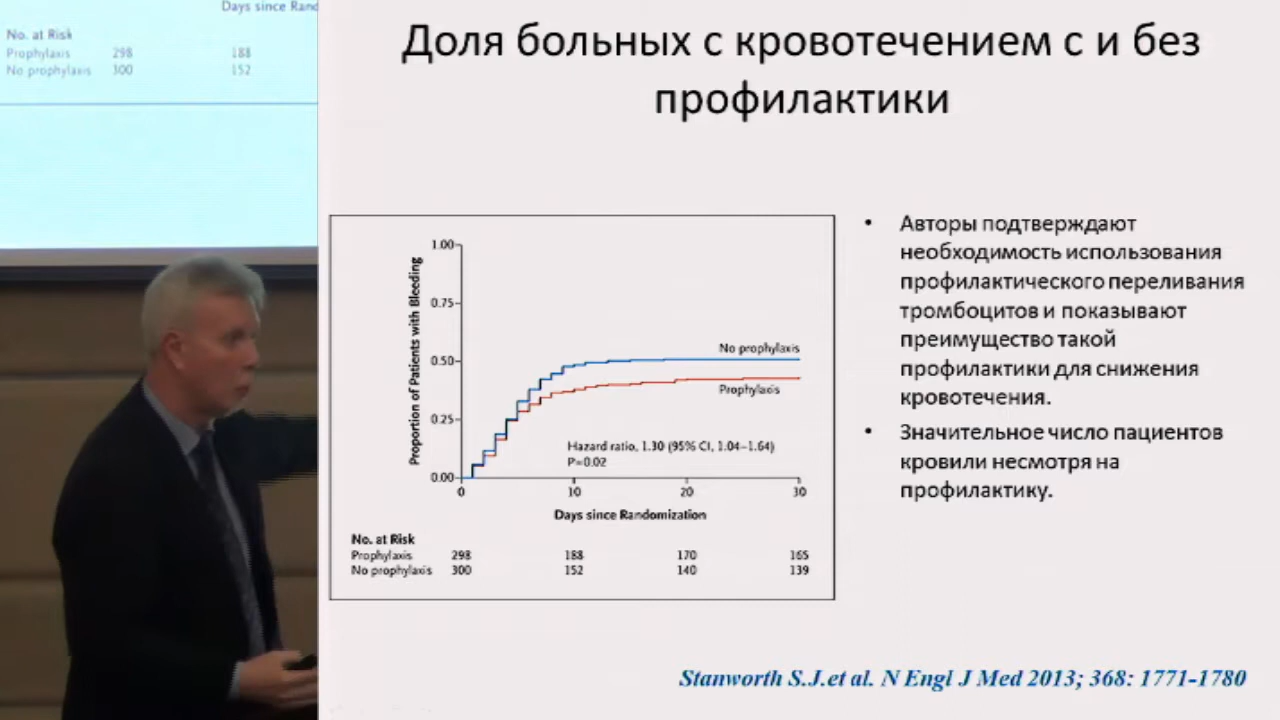 Days since Rand
No. at Risk
Prophylaxis 298 188
No prophylaxis 300 152
Доля больных с кровотечением с и без
профилактики
1.00
0.75
0.50
0.25
0.00
Proportion of Patients with Bleeding
No prophylaxis
Prophylaxis
Hazard ratio, 1.30 (95% CI, 1.04–1.64)
P=0.02
0 10 20 30
Days since Randomization
No. at Risk
Prophylaxis 298 188 170 165
No prophylaxis 300 152 140 139
• Авторы подтверждают
необходимость использования
профилактического переливания
тромбоцитов и показывают
преимущество такой
профилактики для снижения
кровотечения.
• Значительное число пациентов
кровили несмотря на
профилактику.
Stanworth S.J.et al. N Engl J Med 2013; 368: 1771-1780